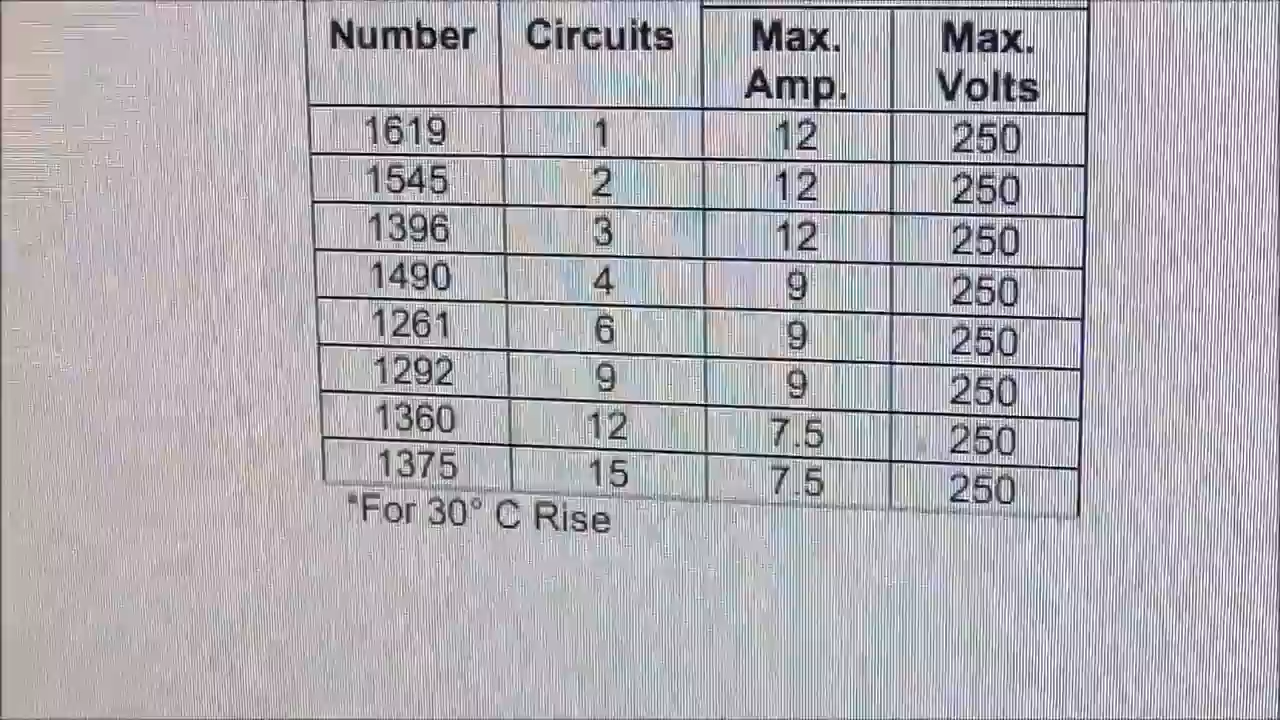 Number Circuits Max. Amp. Max. Volts
1619 1 12 250
1545 2 12 250
1396 3 12 250
1490 4 9 250
1261 6 9 250
1292 9 9 250
1360 12 7.5 250
1375 15 7.5 250
*For 30° C Rise